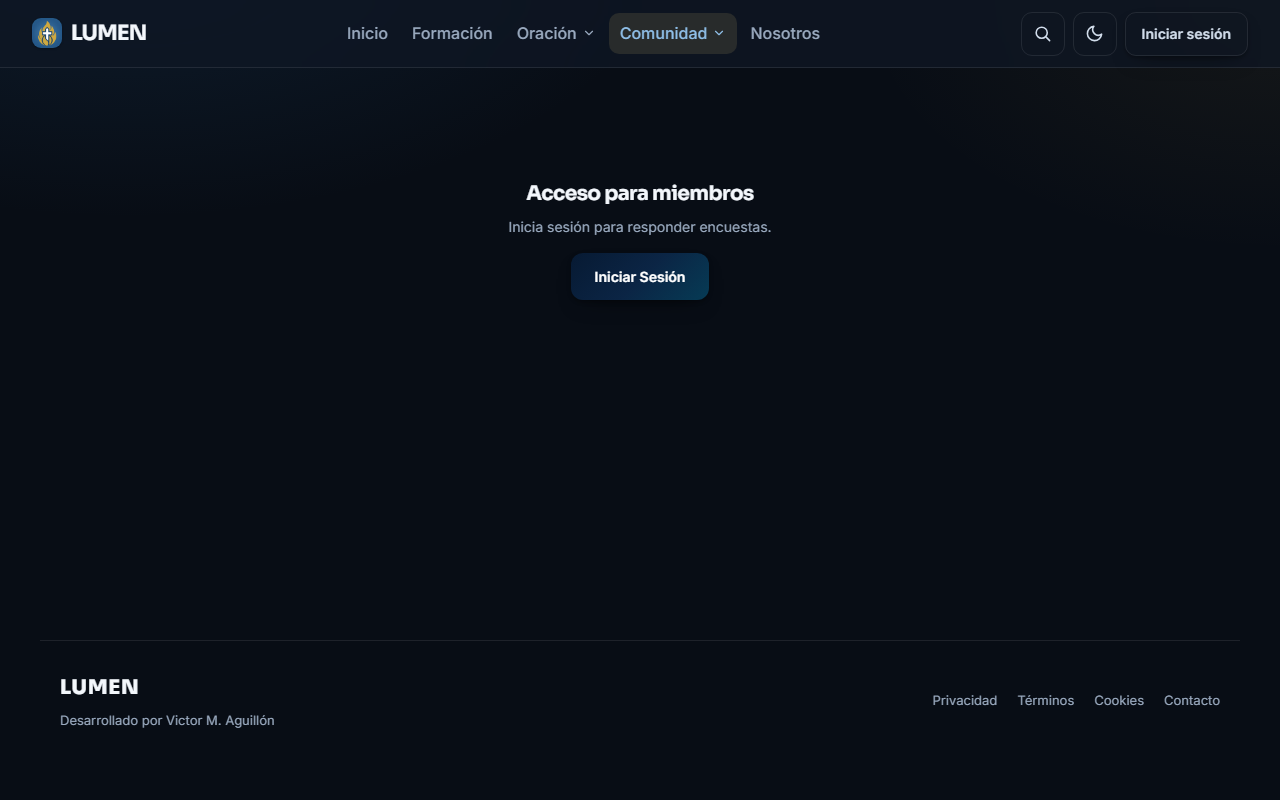 LUMEN
Inicio
Formación
Oración
Comunidad
Nosotros
Iniciar sesión
Acceso para miembros
Inicia sesión para responder encuestas.
Iniciar Sesión
LUMEN
Desarrollado por Victor M. Aguillón
Privacidad
Términos
Cookies
Contacto